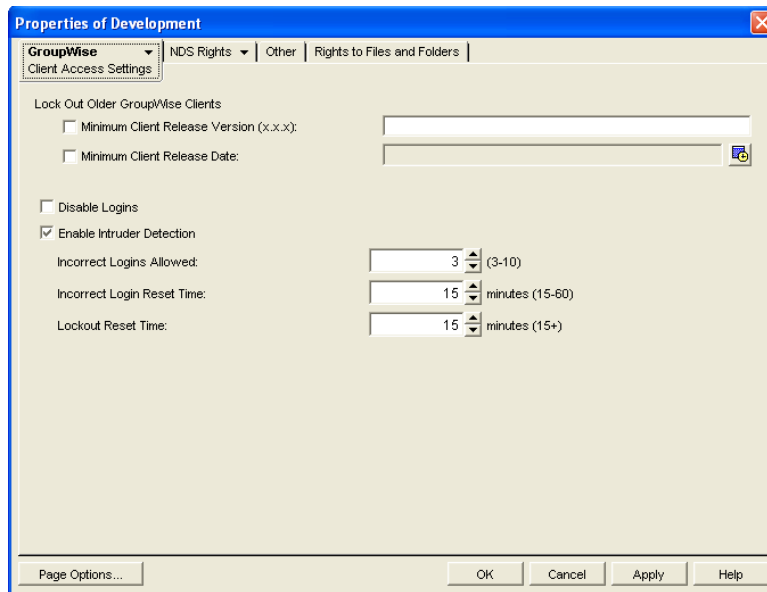 Properties of Development
GroupWise NDS Rights Other Rights to Files and Folders
Client Access Settings
Lock Out Older GroupWise Clients
Minimum Client Release Version (x.x.x):
Minimum Client Release Date:
Disable Logins
Enable Intruder Detection
Incorrect Logins Allowed: 3 (3-10)
Incorrect Login Reset Time: 15 minutes (15-60)
Lockout Reset Time: 15 minutes (15+)
Page Options... OK Cancel Apply Help